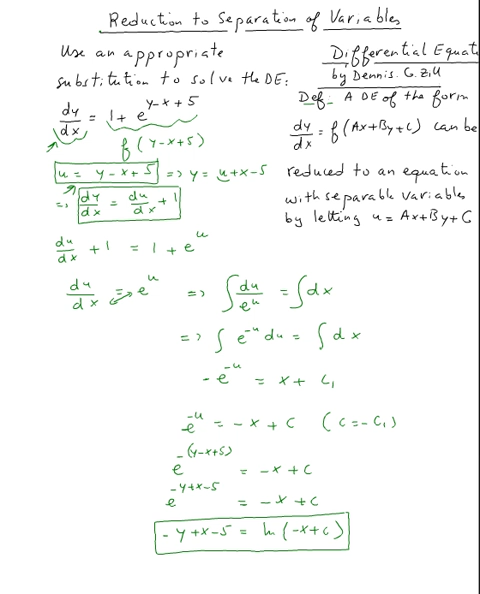 Reduction to Separation of Variables
Use an appropriate
substitution to solve the DE:
dy/dx = 1 + e^(y-x+5)
f(y-x+5)
u = y-x+5 => y = u+x-5
=> dy/dx = du/dx + 1
du/dx + 1 = 1 + e^u
du/dx = e^u => ∫ du/e^u = ∫ dx
=> ∫ e^-u du = ∫ dx
-e^-u = x + C₁
e^-u = -x + C (C = -C₁)
e^-(y-x+5) = -x + C
e^-y+x-5 = -x + C
-y+x-5 = ln(-x+C)
Differential Equat
by Dennis. G. Zill
Def: A DE of the form
dy/dx = f(Ax+By+C) can be
reduced to an equation
with separable variables
by letting u = Ax+By+C